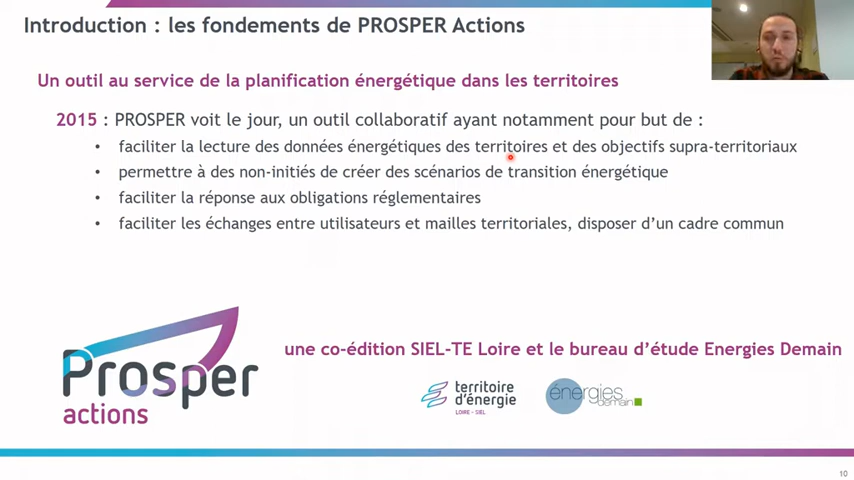 Introduction : les fondements de PROSPER Actions
Un outil au service de la planification énergétique dans les territoires
2015 : PROSPER voit le jour, un outil collaboratif ayant notamment pour but de :
• faciliter la lecture des données énergétiques des territoires et des objectifs supra-territoriaux
• permettre à des non-initiés de créer des scénarios de transition énergétique
• faciliter la réponse aux obligations réglementaires
• faciliter les échanges entre utilisateurs et mailles territoriales, disposer d'un cadre commun
Prosper
actions
une co-édition SIEL-TE Loire et le bureau d'étude Energies Demain
territoire
d'énergie
LOIRE - SIEL
énergies
demain
10